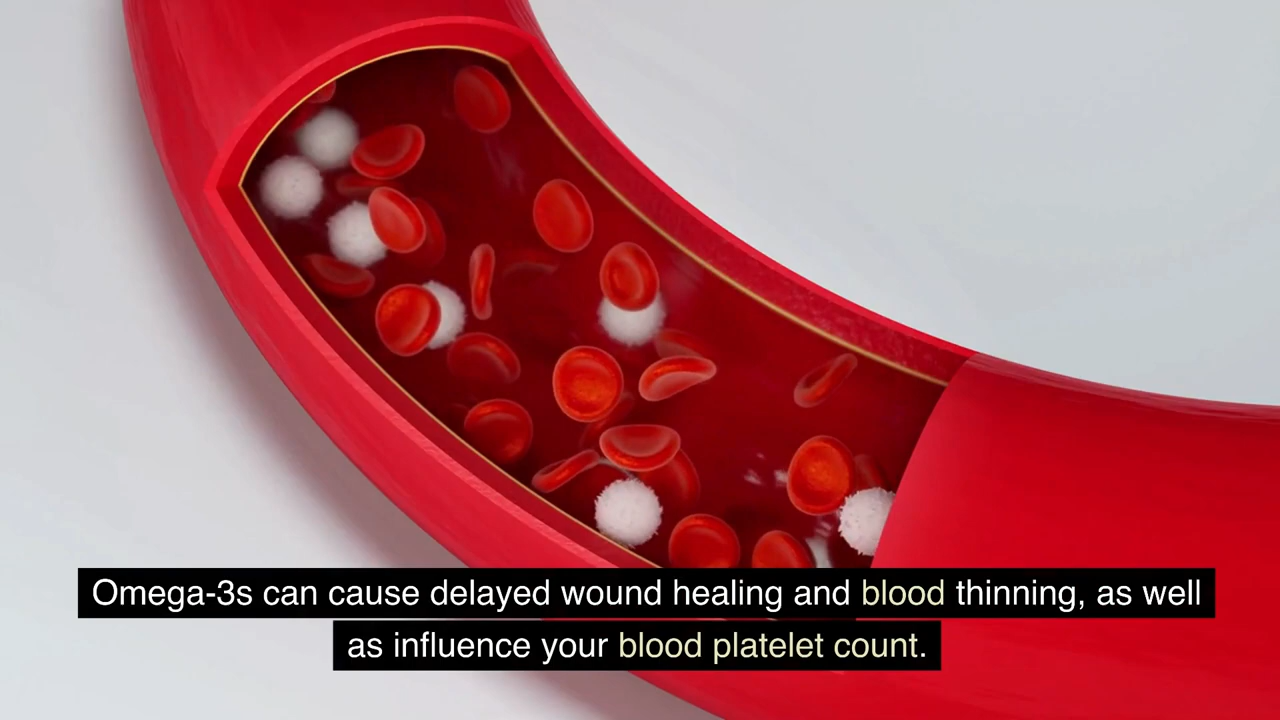 Omega-3s can cause delayed wound healing and blood thinning, as well
as influence your blood platelet count.